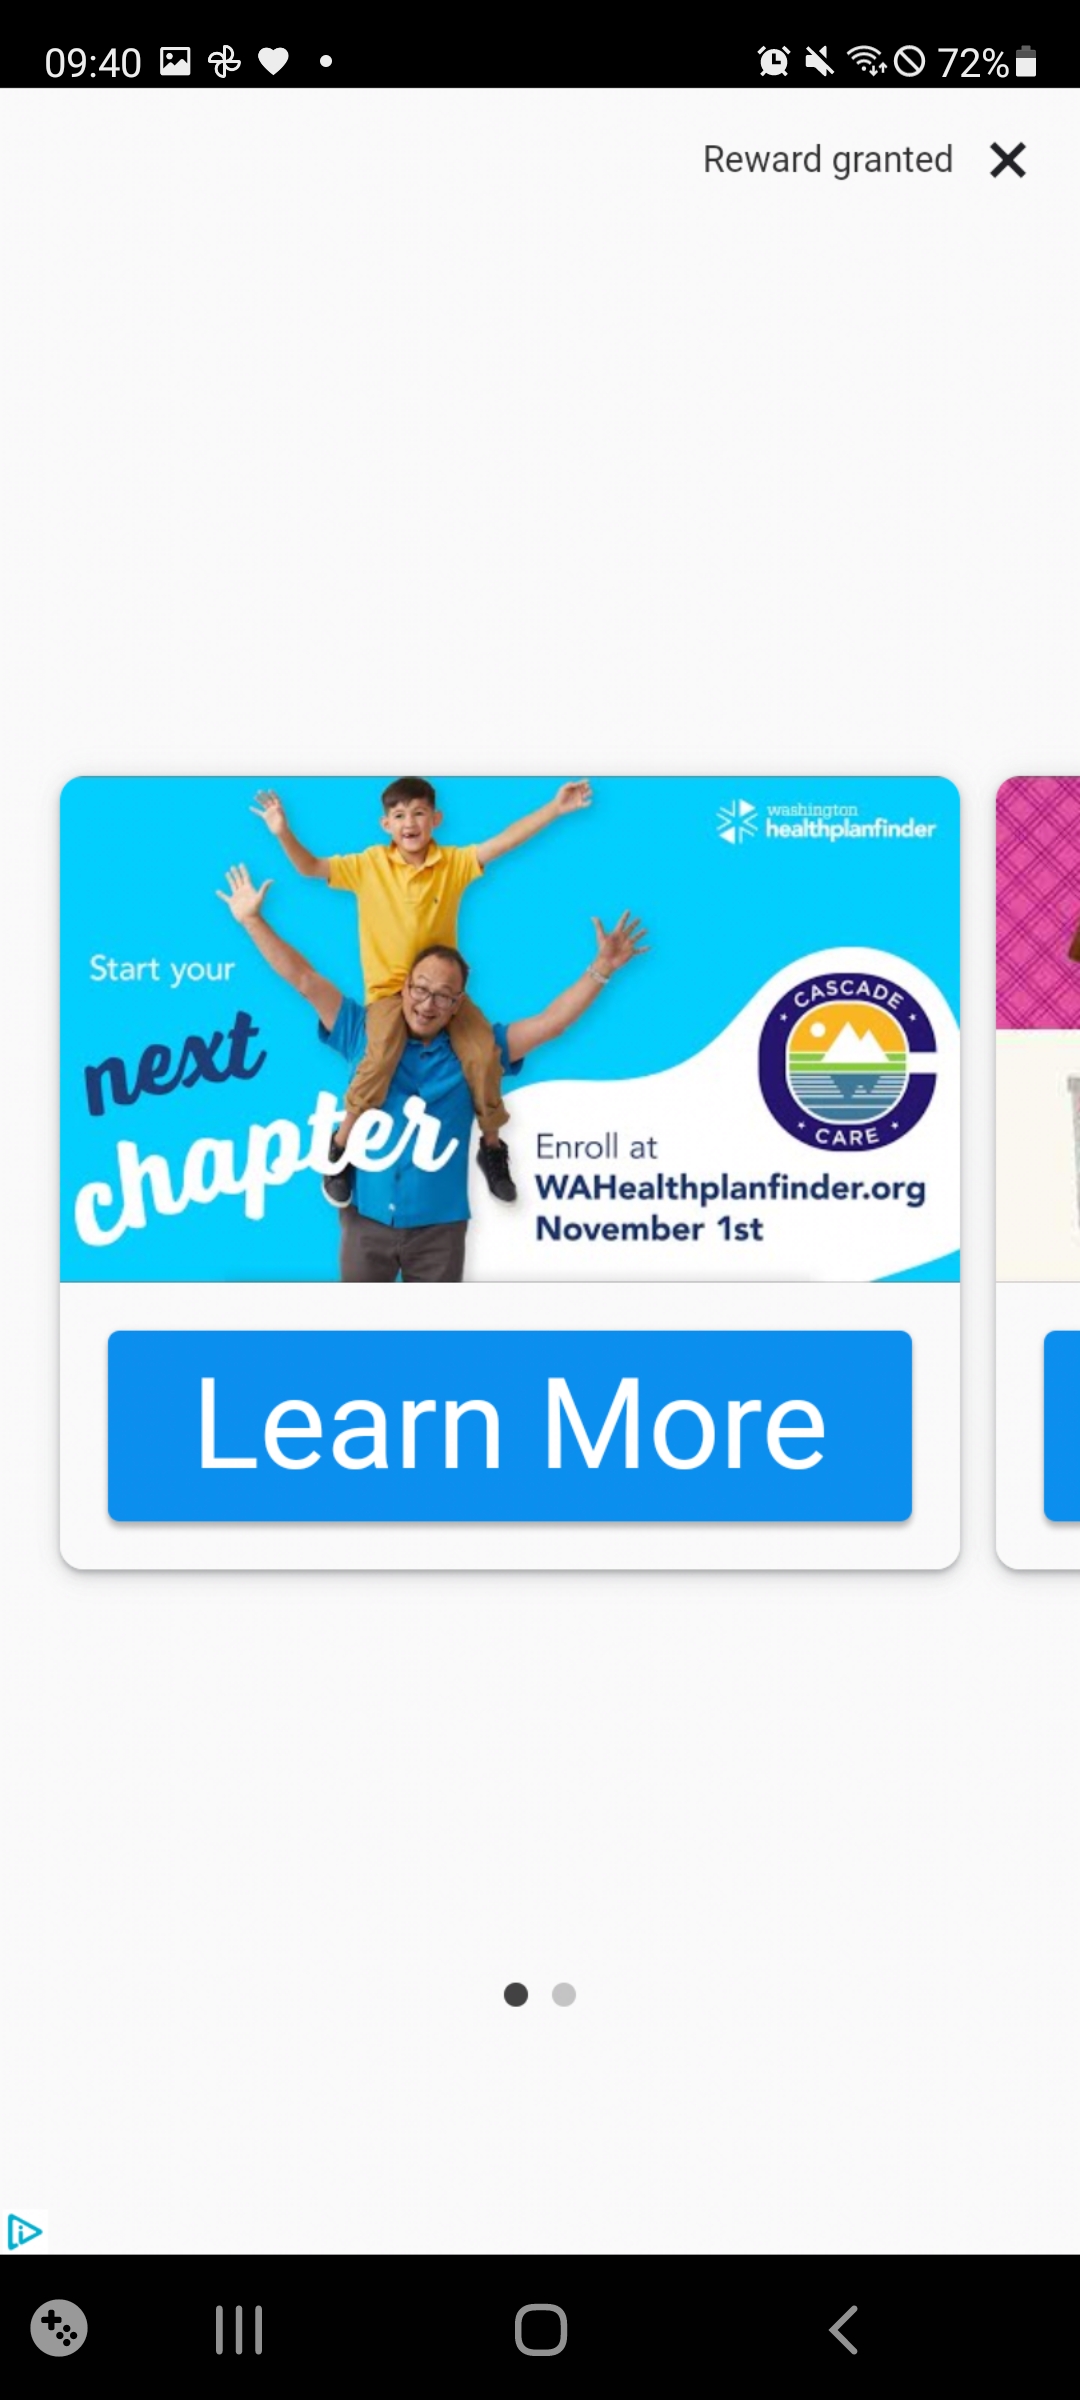 09:40
72%
Reward granted
washington
healthplanfinder
Start your
next
chapter
CASCADE
CARE
Enroll at
WAHealthplanfinder.org
November 1st
Learn More